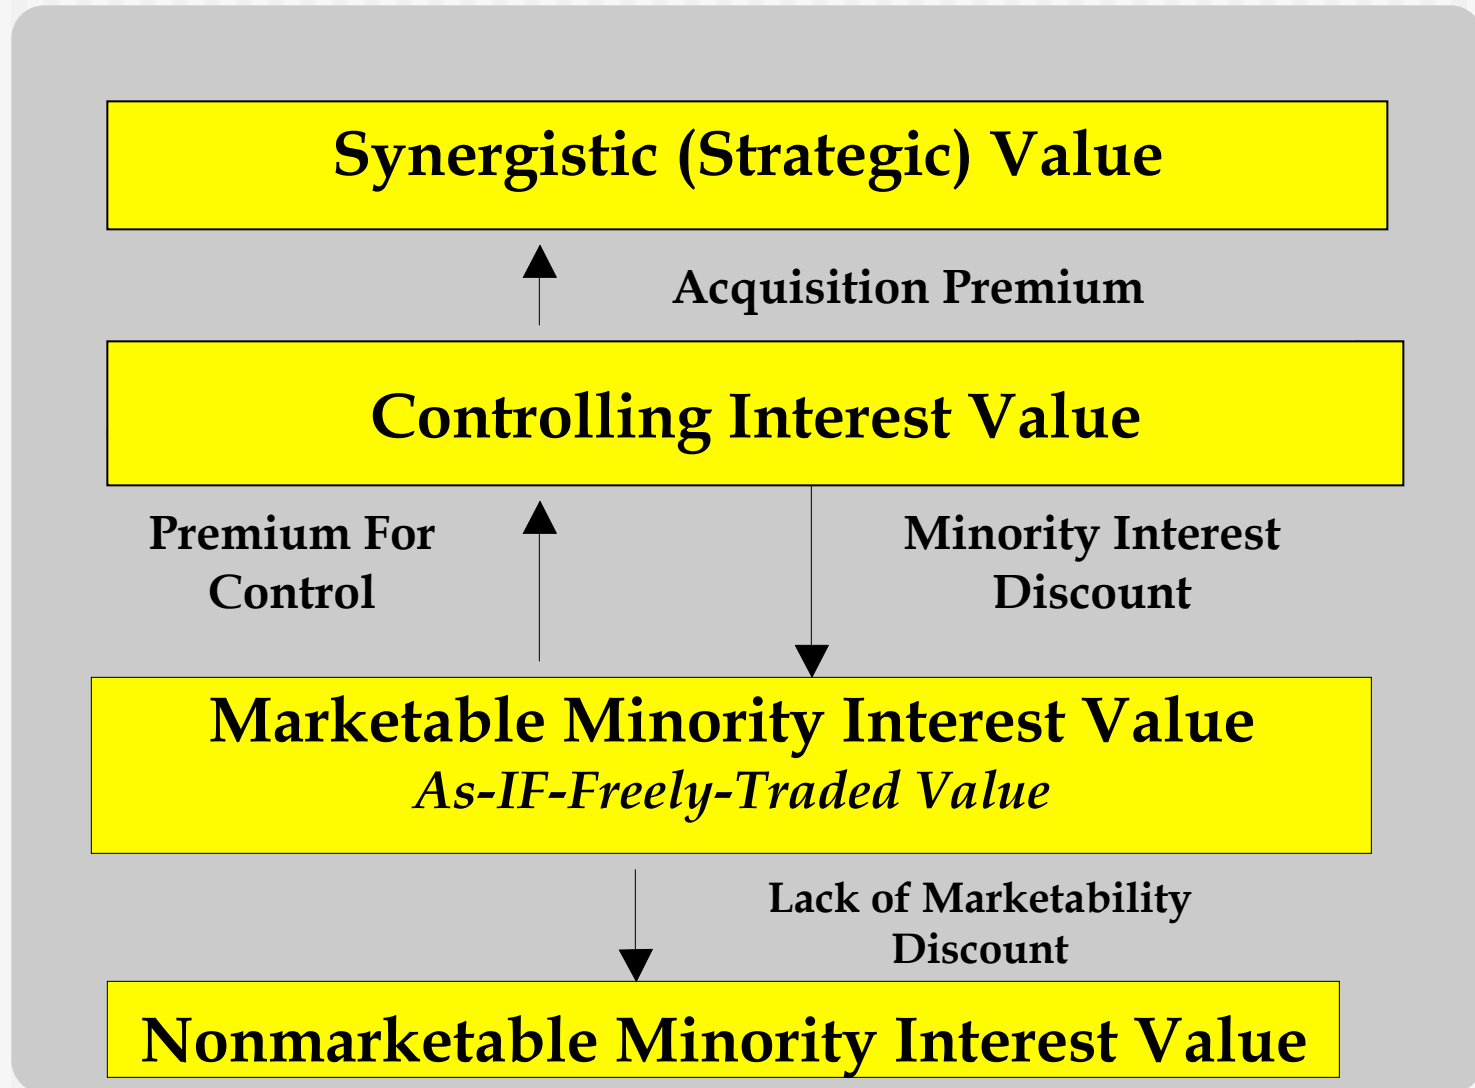 Synergistic (Strategic) Value
Acquisition Premium
Controlling Interest Value
Premium For
Control
Minority Interest
Discount
Marketable Minority Interest Value
As-IF-Freely-Traded Value
Lack of Marketability
Discount
Nonmarketable Minority Interest Value